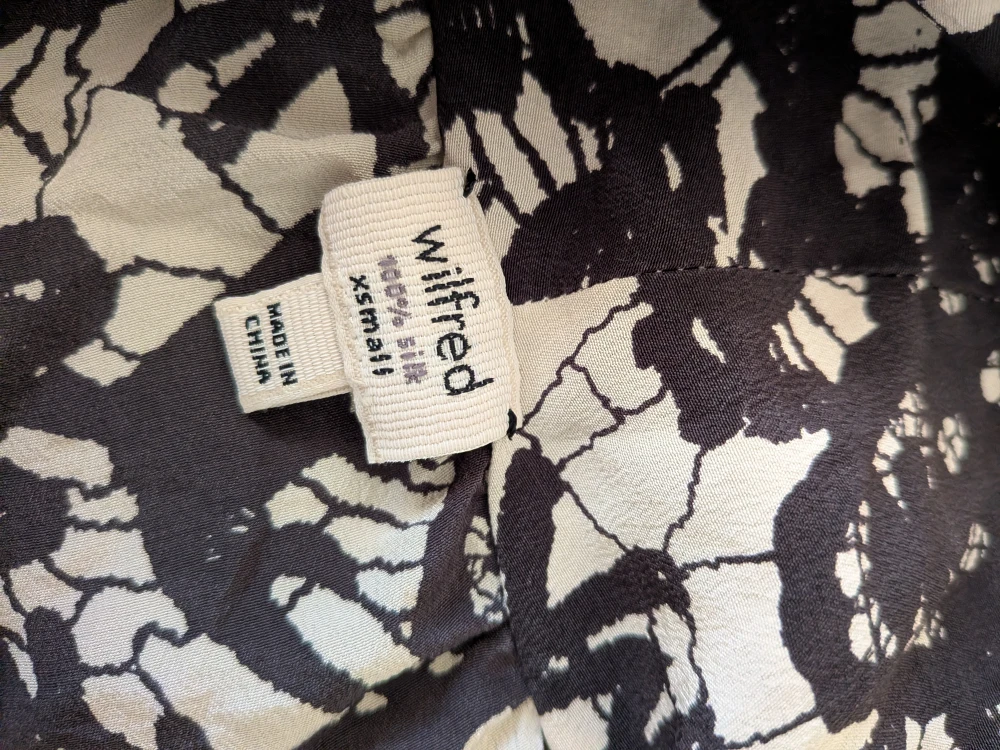 wilfred
100% silk
xsmall
MADE IN
CHINA